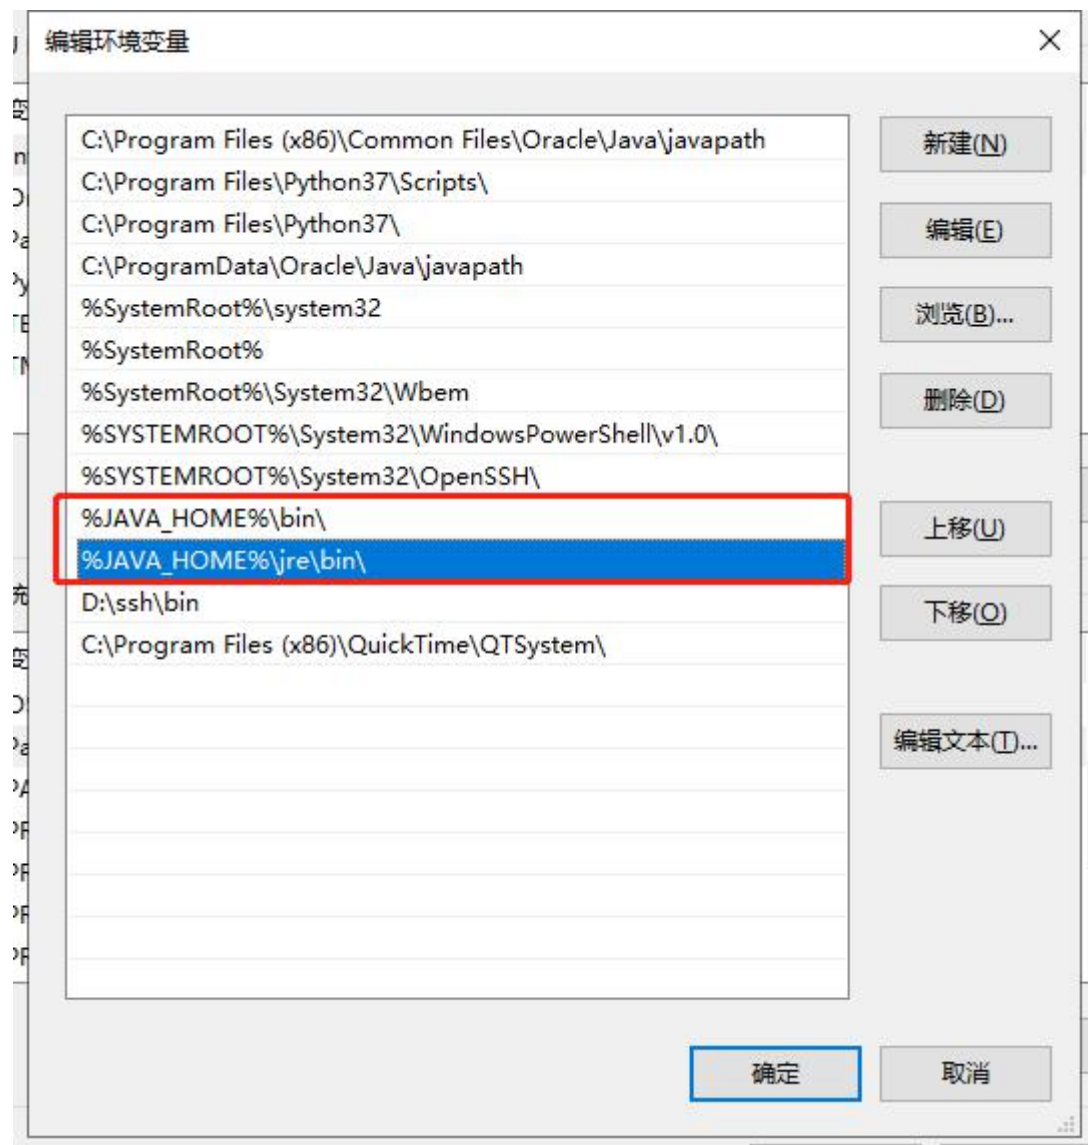 编辑环境变量
C:\Program Files (x86)\Common Files\Oracle\Java\javapath
C:\Program Files\Python37\Scripts\
C:\Program Files\Python37\
C:\ProgramData\Oracle\Java\javapath
%SystemRoot%\system32
%SystemRoot%
%SystemRoot%\System32\Wbem
%SYSTEMROOT%\System32\WindowsPowerShell\v1.0\
%SYSTEMROOT%\System32\OpenSSH\
%JAVA_HOME%\bin\
%JAVA_HOME%\jre\bin\
D:\ssh\bin
C:\Program Files (x86)\QuickTime\QTSystem\
新建(N)
编辑(E)
浏览(B)...
删除(D)
上移(U)
下移(O)
编辑文本(T)...
确定
取消